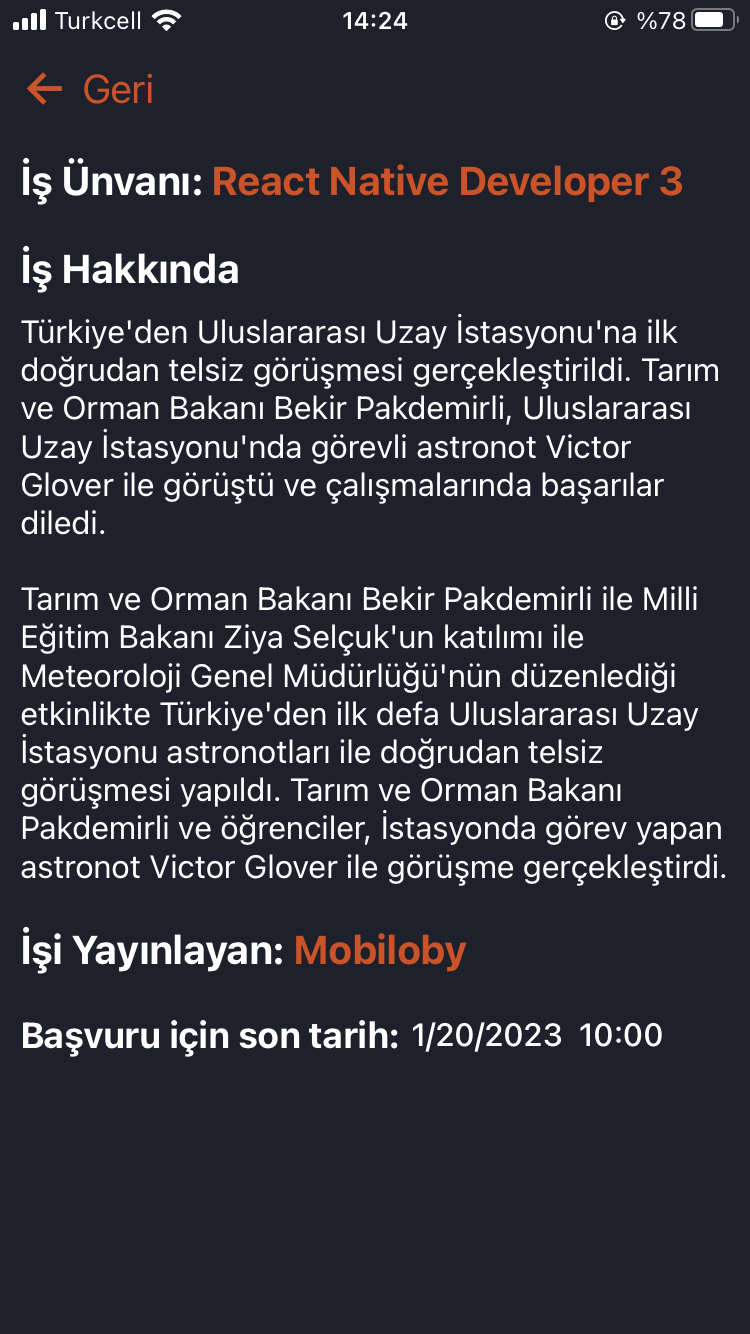 Turkcell 14:24 %78
Geri
İş Ünvanı: React Native Developer 3
İş Hakkında
Türkiye'den Uluslararası Uzay İstasyonu'na ilk
doğrudan telsiz görüşmesi gerçekleştirildi. Tarım
ve Orman Bakanı Bekir Pakdemirli, Uluslararası
Uzay İstasyonu'nda görevli astronot Victor
Glover ile görüştü ve çalışmalarında başarılar
diledi.
Tarım ve Orman Bakanı Bekir Pakdemirli ile Milli
Eğitim Bakanı Ziya Selçuk'un katılımı ile
Meteoroloji Genel Müdürlüğü'nün düzenlediği
etkinlikte Türkiye'den ilk defa Uluslararası Uzay
İstasyonu astronotları ile doğrudan telsiz
görüşmesi yapıldı. Tarım ve Orman Bakanı
Pakdemirli ve öğrenciler, İstasyonda görev yapan
astronot Victor Glover ile görüşme gerçekleştirdi.
İşi Yayınlayan: Mobiloby
Başvuru için son tarih: 1/20/2023 10:00